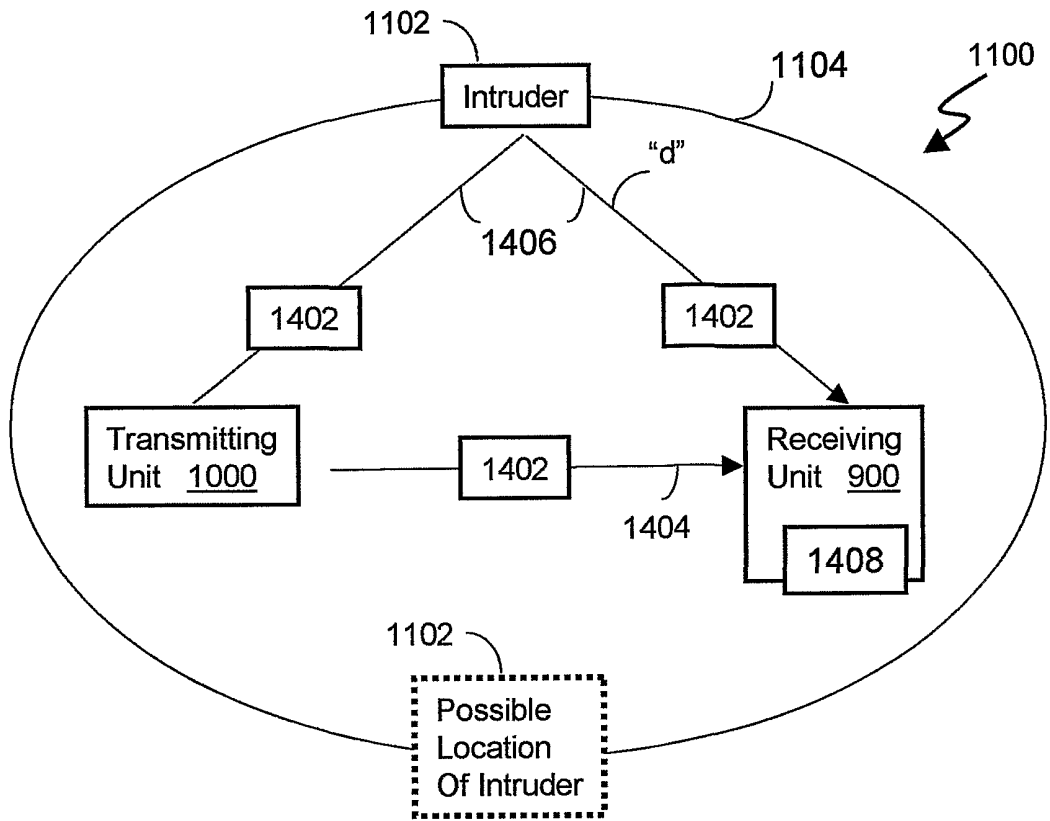 1102
1100
1104
Intruder
“d”
1406
1402
1402
Transmitting
Unit 1000
1402
Receiving
Unit 900
1404
1408
1102
Possible
Location
Of Intruder